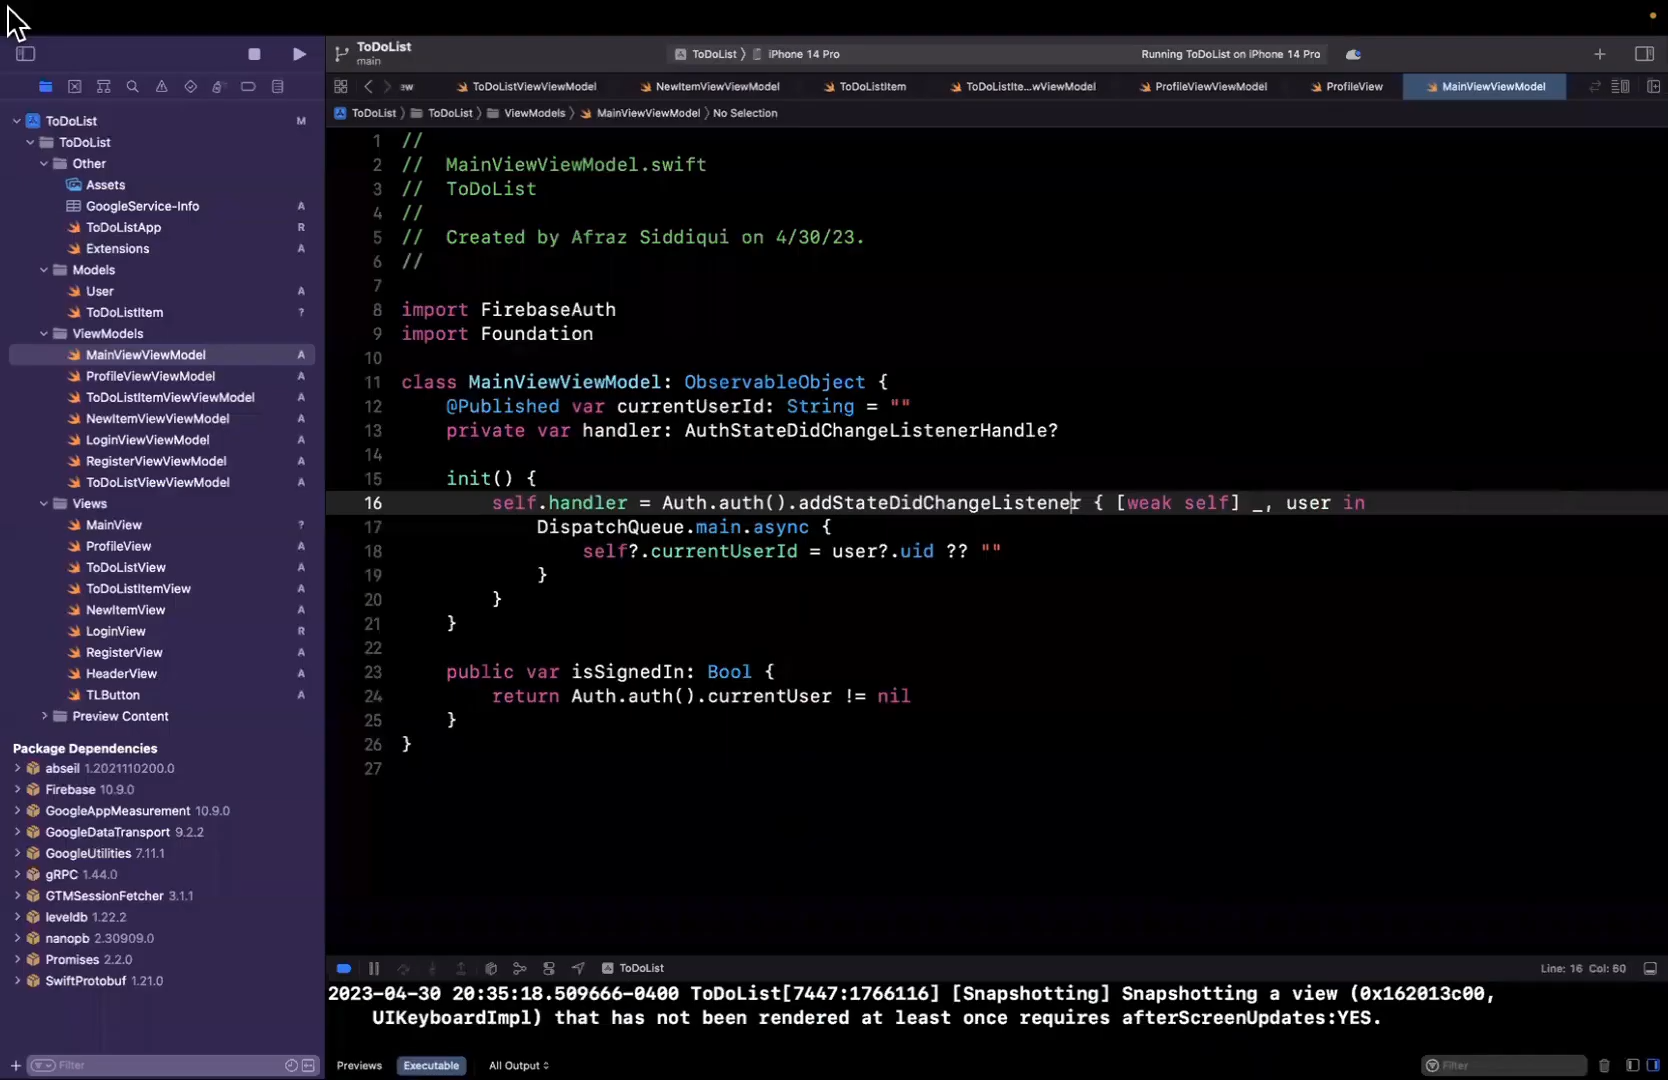 ToDoList
main
ToDoList 〉 iPhone 14 Pro
Running ToDoList on iPhone 14 Pro
ew
ToDoListViewViewModel
NewItemViewViewModel
ToDoListItem
ToDoListIte...wViewModel
ProfileViewViewModel
ProfileView
MainViewViewModel
ToDoList 〉 ToDoList 〉 ViewModels 〉 MainViewViewModel 〉 No Selection
ToDoList M
ToDoList
Other
Assets
GoogleService-Info A
ToDoListApp R
Extensions A
Models
User A
ToDoListItem ?
ViewModels
MainViewViewModel A
ProfileViewViewModel A
ToDoListItemViewViewModel A
NewItemViewViewModel A
LoginViewViewModel A
RegisterViewViewModel A
ToDoListViewViewModel A
Views
MainView ?
ProfileView A
ToDoListView A
ToDoListItemView A
NewItemView A
LoginView R
RegisterView A
HeaderView A
TLButton A
Preview Content
Package Dependencies
abseil 1.2021110200.0
Firebase 10.9.0
GoogleAppMeasurement 10.9.0
GoogleDataTransport 9.2.2
GoogleUtilities 7.11.1
gRPC 1.44.0
GTMSessionFetcher 3.1.1
leveldb 1.22.2
nanopb 2.30909.0
Promises 2.2.0
SwiftProtobuf 1.21.0
Filter
1 //
2 //  MainViewViewModel.swift
3 //  ToDoList
4 //
5 //  Created by Afraz Siddiqui on 4/30/23.
6 //
7
8 import FirebaseAuth
9 import Foundation
10
11 class MainViewViewModel: ObservableObject {
12     @Published var currentUserId: String = ""
13     private var handler: AuthStateDidChangeListenerHandle?
14
15     init() {
16         self.handler = Auth.auth().addStateDidChangeListener { [weak self] _, user in
17             DispatchQueue.main.async {
18                 self?.currentUserId = user?.uid ?? ""
19             }
20         }
21     }
22
23     public var isSignedIn: Bool {
24         return Auth.auth().currentUser != nil
25     }
26 }
27
ToDoList
Line: 16 Col: 60
2023-04-30 20:35:18.509666-0400 ToDoList[7447:1766116] [Snapshotting] Snapshotting a view (0x162013c00,
UIKeyboardImpl) that has not been rendered at least once requires afterScreenUpdates:YES.
Previews
Executable
All Output
Filter